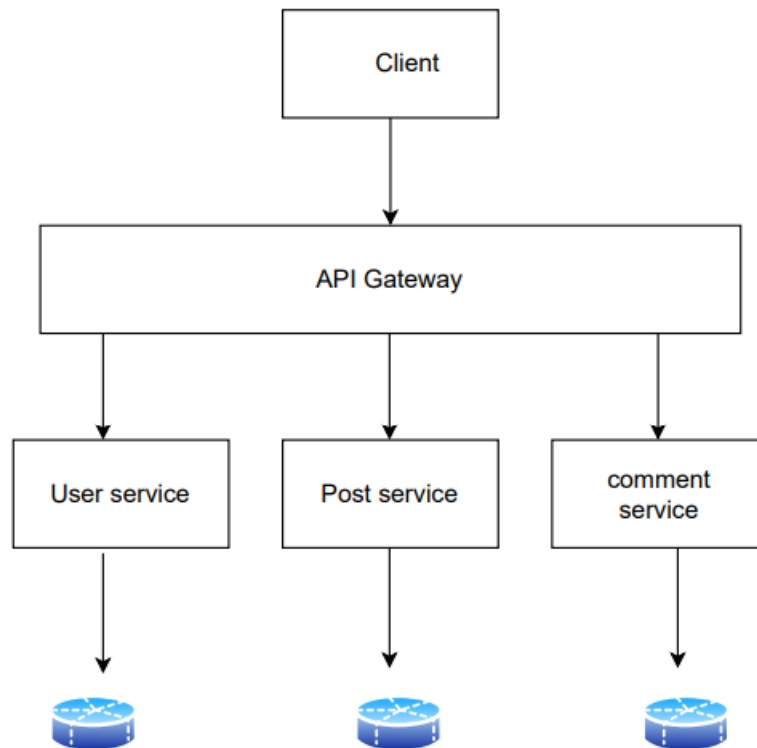 Client
API Gateway
User service
Post service
comment
service